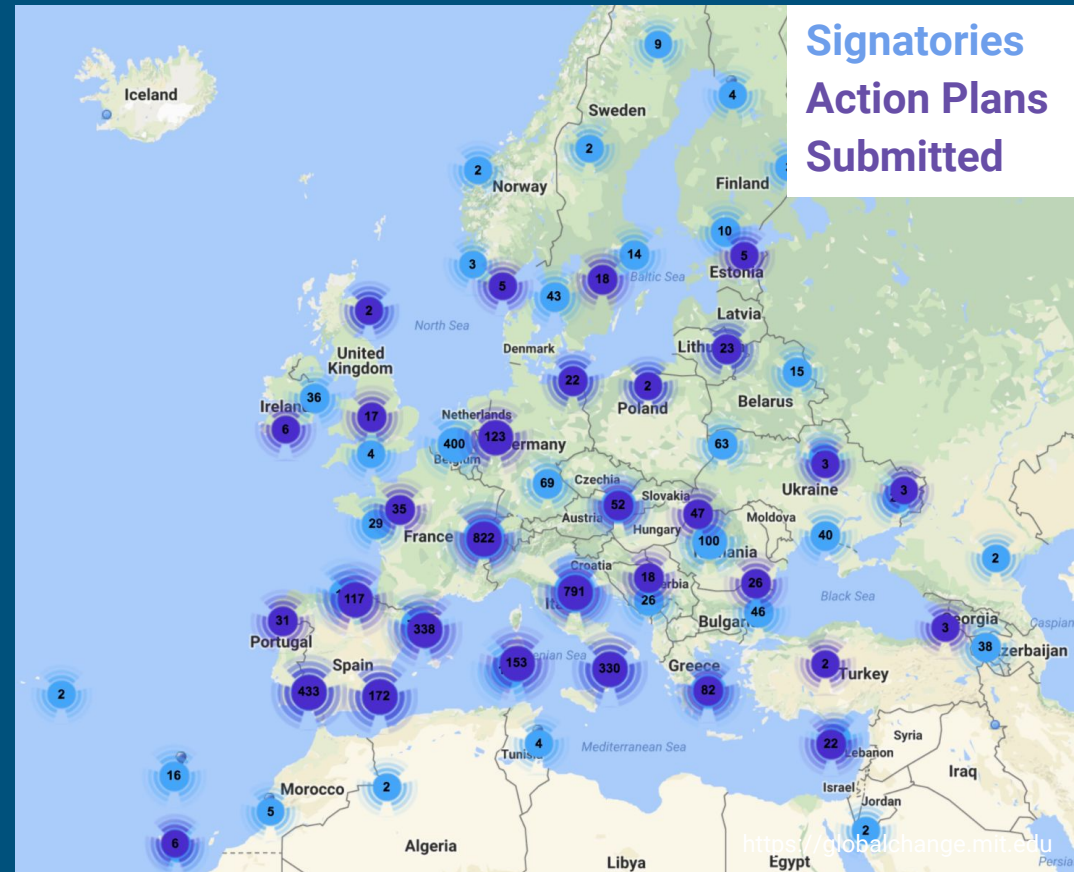 Signatories
Action Plans
Submitted
9
Iceland
4
Sweden
2
2
Norway
Finland
10
14
5
3
Estonia
18
Baltic Sea
5
43
2
Latvia
North Sea
23
Denmark
United
Kingdom
15
22
2
36
Belarus
Ireland
Poland
17
Netherlands
6
123
400
63
4
3
69
Czechia
3
Slovakia
Ukraine
52
35
47
Austria
Moldova
29
Hungary
40
France
822
100
2
Croatia
18
26
791
Black Sea
117
26
46
31
3
338
Caspian
Portugal
38
153
330
Greece
2
Spain
Turkey
433
172
82
2
Syria
4
22
Lebanon
Mediterranean Sea
16
Iraq
Morocco
2
Israel
Jordan
5
2
6
Algeria
https://globalchange.mit.edu
Libya
Egypt